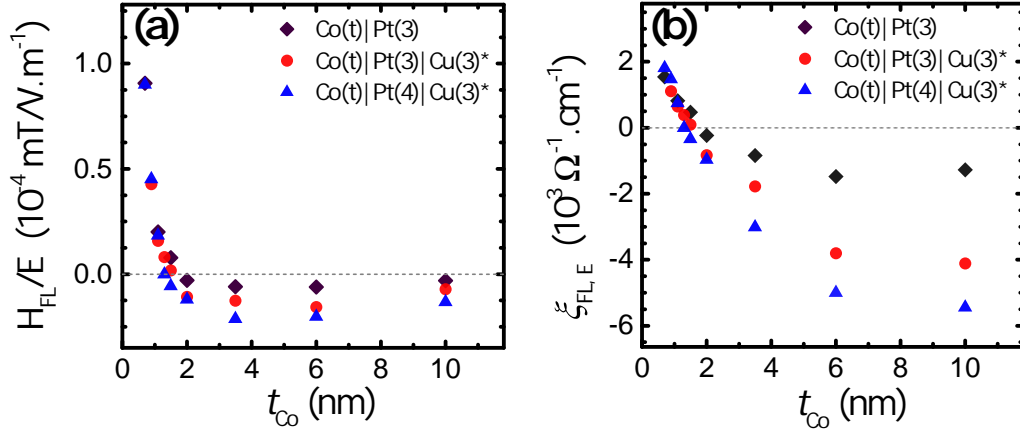 (a)
Co(t)|Pt(3)
Co(t)|Pt(3)|Cu(3)*
Co(t)|Pt(4)|Cu(3)*
H_FL/E (10^-4 mT/V.m^-1)
1.0
0.5
0.0
0 2 4 6 8 10
t_Co (nm)
(b)
Co(t)|Pt(3)
Co(t)|Pt(3)|Cu(3)*
Co(t)|Pt(4)|Cu(3)*
ξ_FL, E (10^3 Ω^-1.cm^-1)
2
0
-2
-4
-6
0 2 4 6 8 10
t_Co (nm)